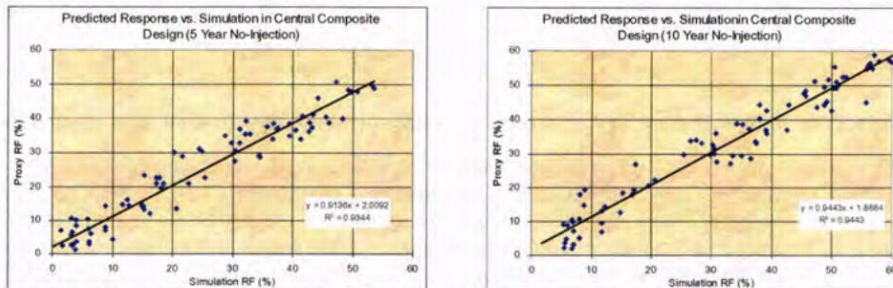 Predicted Response vs. Simulation in Central Composite
Design (5 Year No-Injection)
60
50
40
30
20
10
0
Proxy RF (%)
y = 0.9136x + 2.0092
R² = 0.9344
0 10 20 30 40 50 60
Simulation RF (%)
Predicted Response vs. Simulationin Central Composite
Design (10 Year No-Injection)
60
50
40
30
20
10
0
Proxy RF (%)
y = 0.9443x + 1.8664
R² = 0.9443
0 10 20 30 40 50 60
Simulation RF (%)